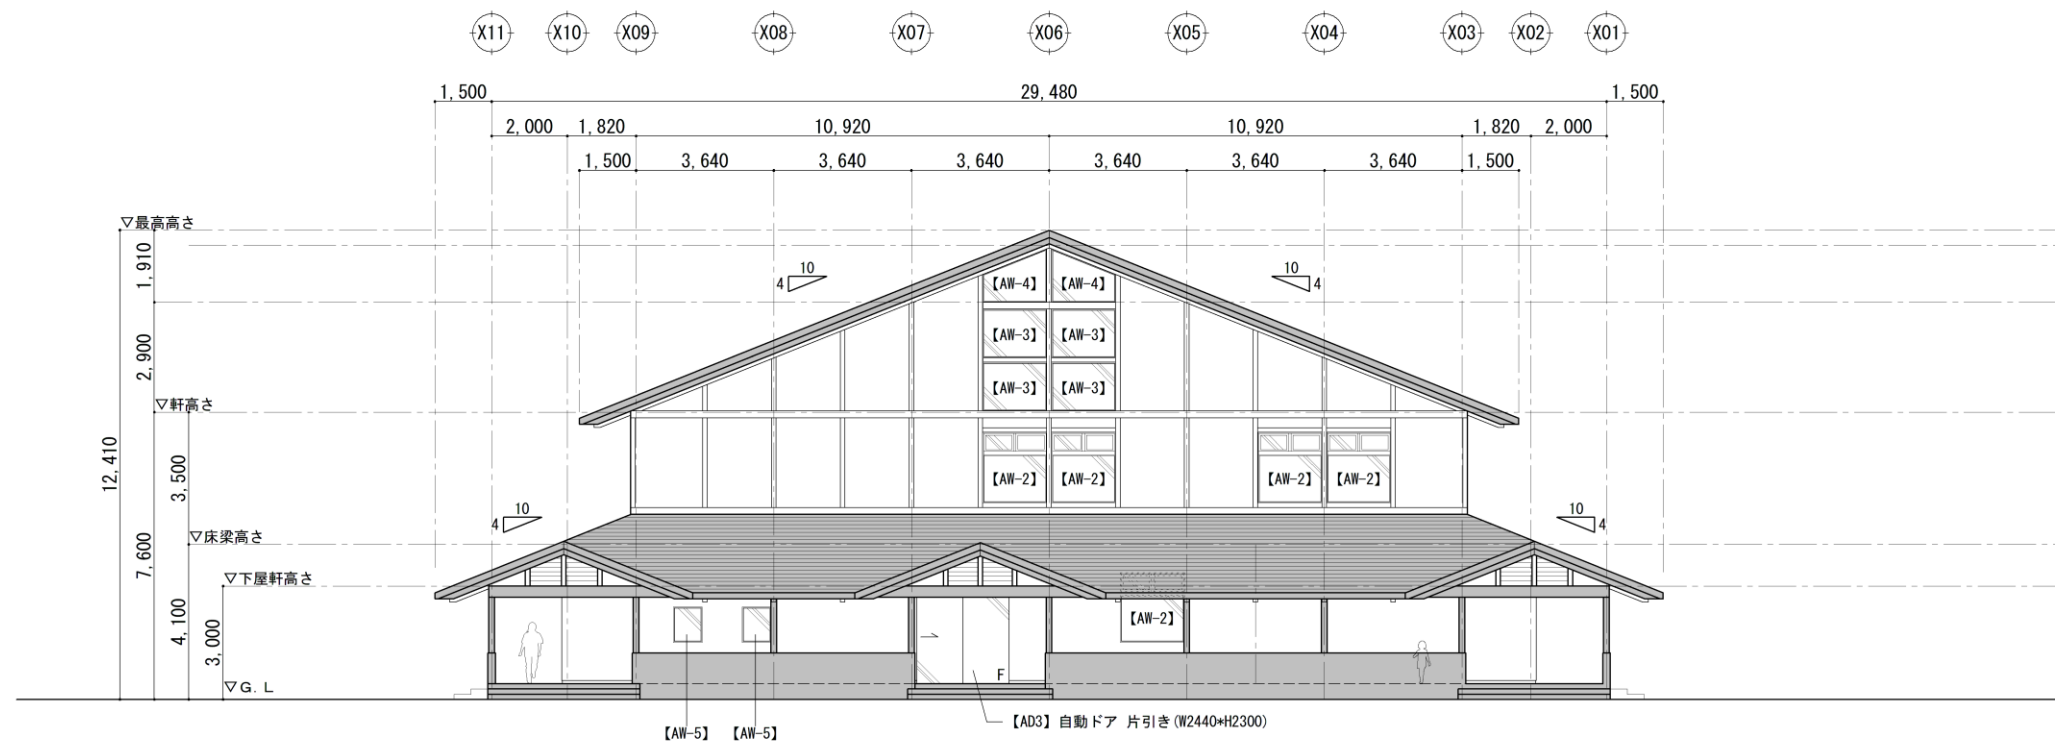 X11 X10 X09 X08 X07 X06 X05 X04 X03 X02 X01
1,500 29,480 1,500
2,000 1,820 10,920 10,920 1,820 2,000
1,500 3,640 3,640 3,640 3,640 3,640 3,640 1,500
▽最高高さ
1,910
10 4
10 4
【AW-4】 【AW-4】
【AW-3】 【AW-3】
2,900
【AW-3】 【AW-3】
▽軒高さ
12,410
3,500
【AW-2】 【AW-2】 【AW-2】 【AW-2】
10 4
10 4
▽床梁高さ
7,600
▽下屋軒高さ
4,100
3,000
【AW-2】
F
▽G.L
【AD3】自動ドア 片引き(W2440*H2300)
【AW-5】 【AW-5】